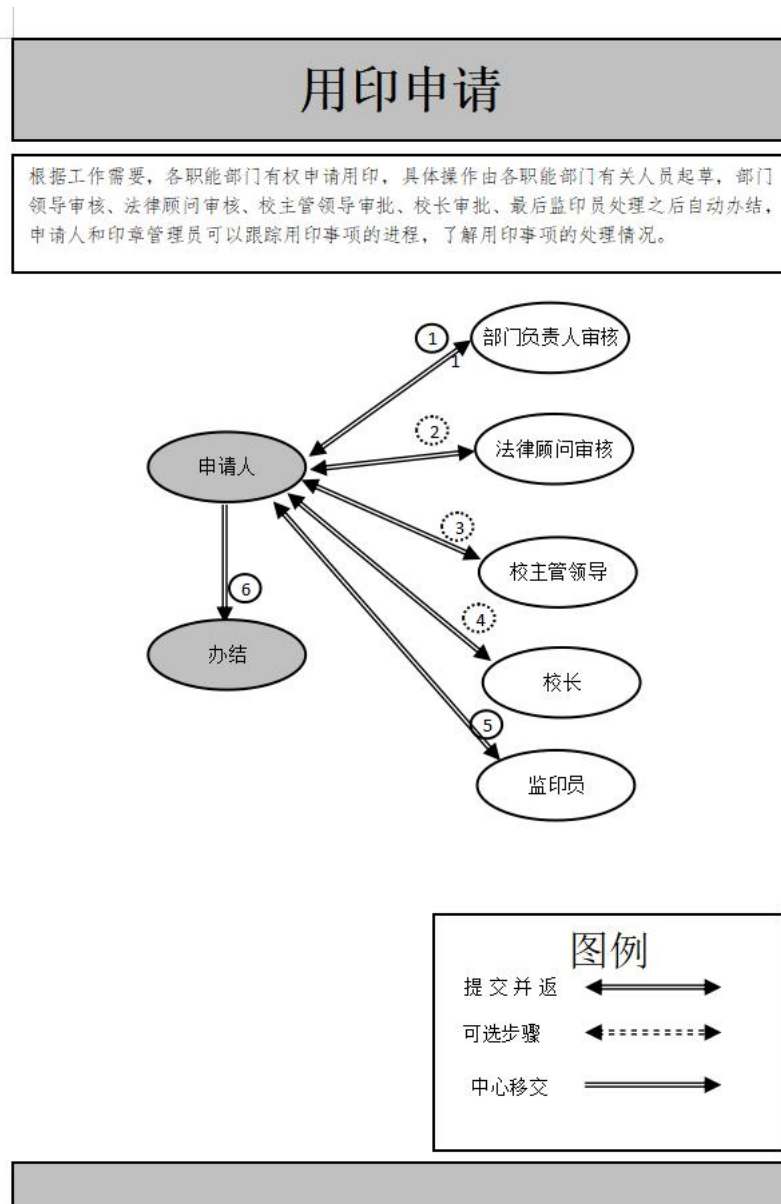 用印申请
根据工作需要，各职能部门有权申请用印，具体操作由各职能部门有关人员起草，部门
领导审核、法律顾问审核、校主管领导审批、校长审批、最后监印员处理之后自动办结，
申请人和印章管理员可以跟踪用印事项的进程，了解用印事项的处理情况。
1
部门负责人审核
1
2
法律顾问审核
申请人
3
校主管领导
6
4
办结
校长
5
监印员
图例
提交并返
可选步骤
中心移交